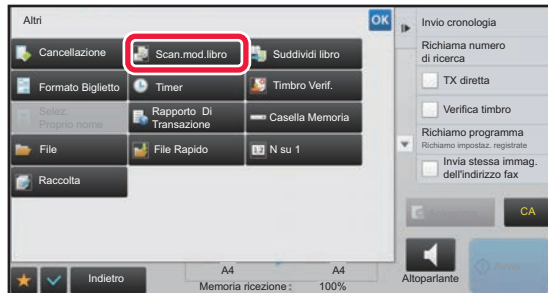 Altri
OK
Cancellazione
Scan.mod.libro
Suddividi libro
Formato Biglietto
Timer
Timbro Verif.
Selez.
Proprio nome
Rapporto Di
Transazione
Casella Memoria
File
File Rapido
N su 1
Raccolta
Indietro
A4
A4
Memoria ricezione :
100%
Invio cronologia
Richiama numero
di ricerca
TX diretta
Verifica timbro
Richiamo programma
Richiamo impostaz. registrate
Invia stessa immag.
dell'indirizzo fax
CA
Altoparlante